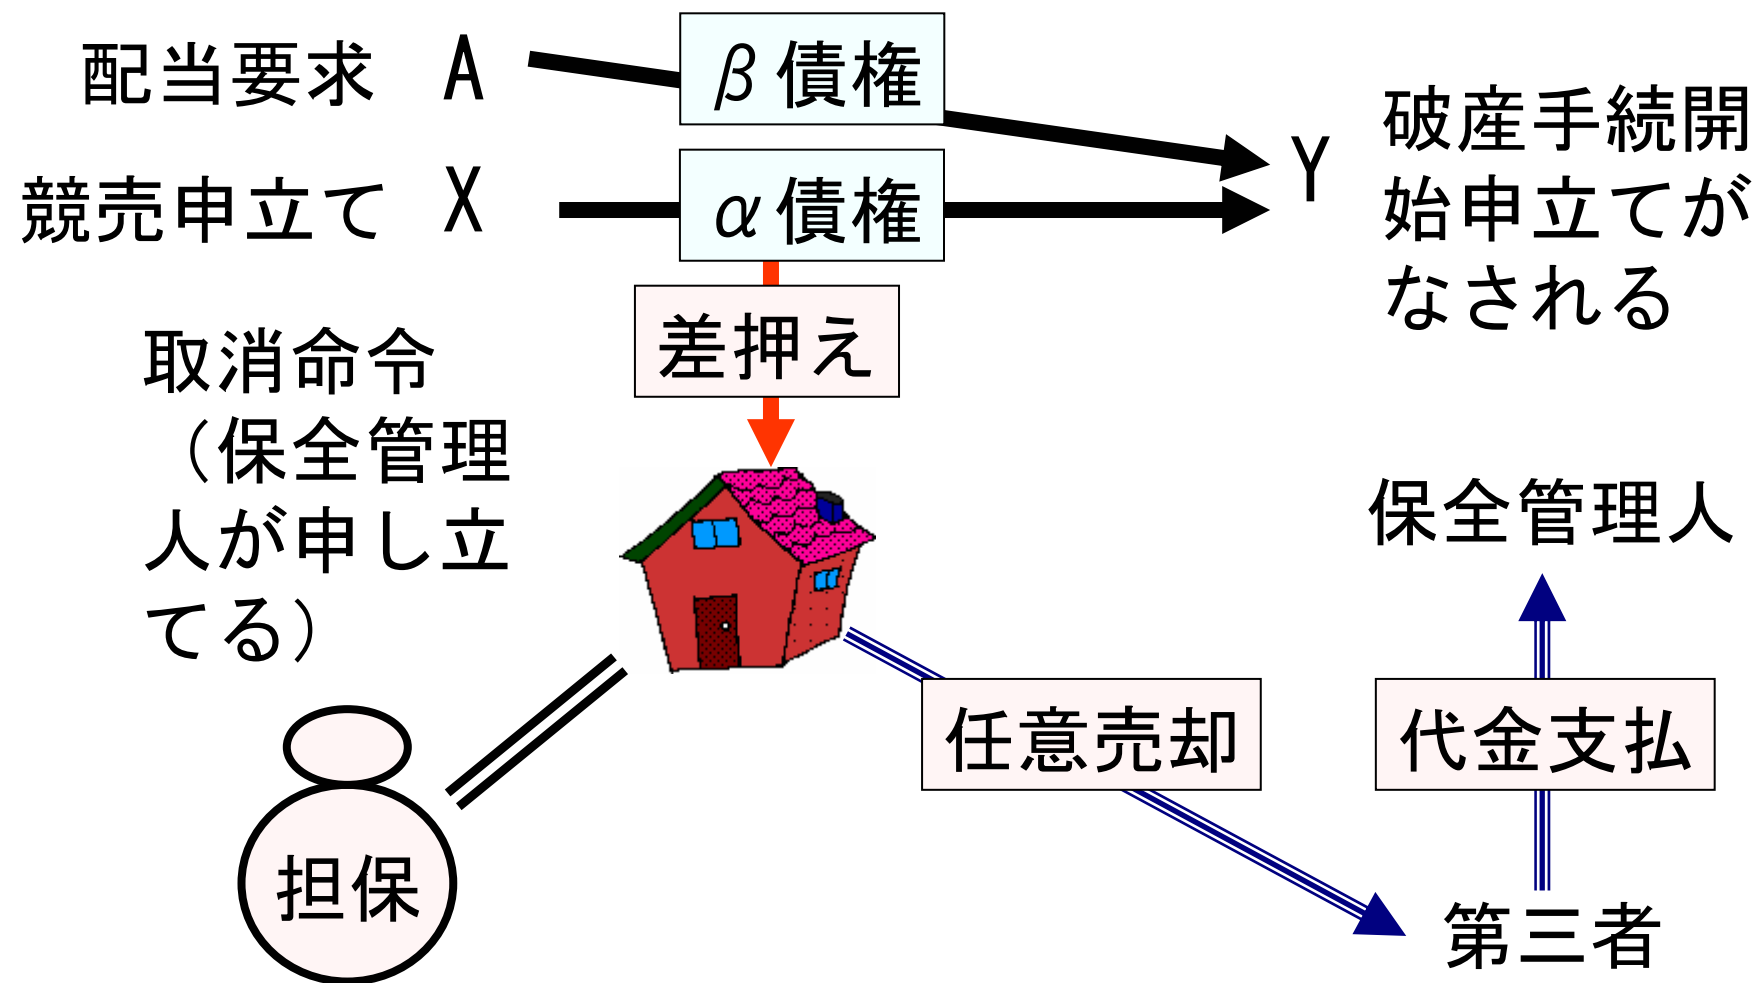 配当要求 A
β債権
競売申立て X
α債権
Y
破産手続開
始申立てが
なされる
差押え
取消命令
（保全管理
人が申し立
てる）
保全管理人
任意売却
代金支払
担保
第三者